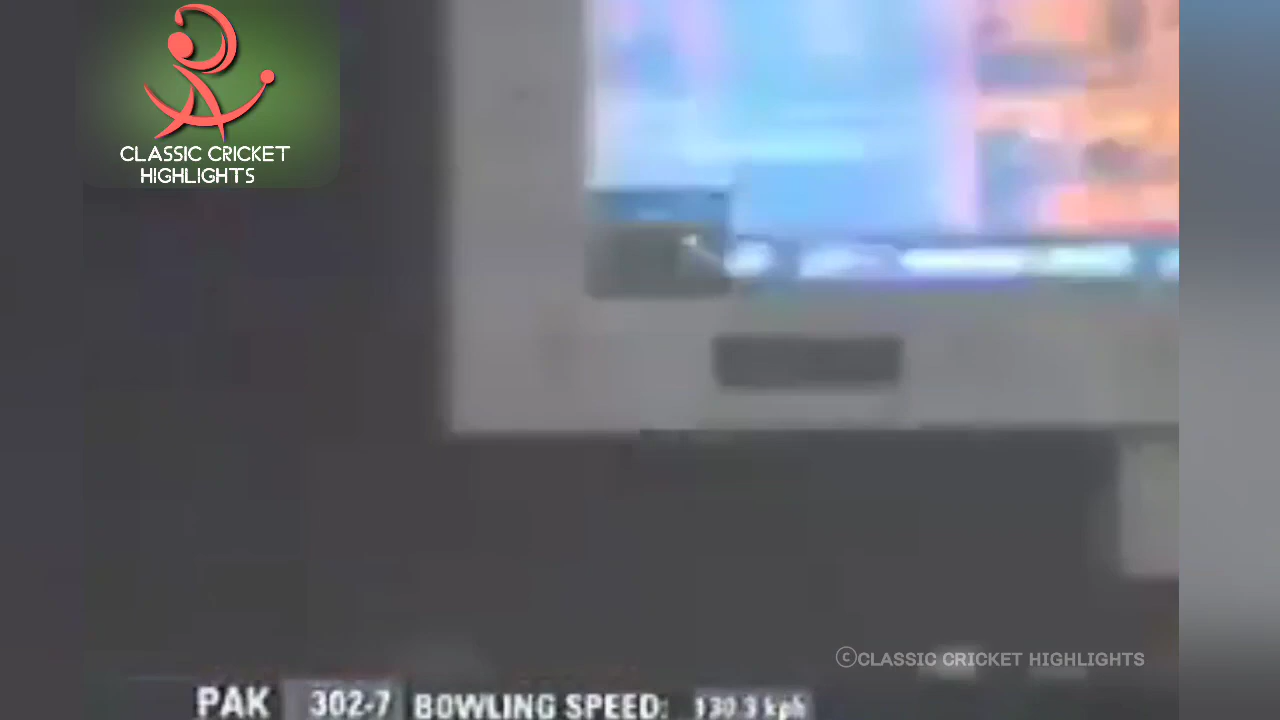 CLASSIC CRICKET
HIGHLIGHTS
©CLASSIC CRICKET HIGHLIGHTS
PAK 302-7 BOWLING SPEED: 130.3 kph